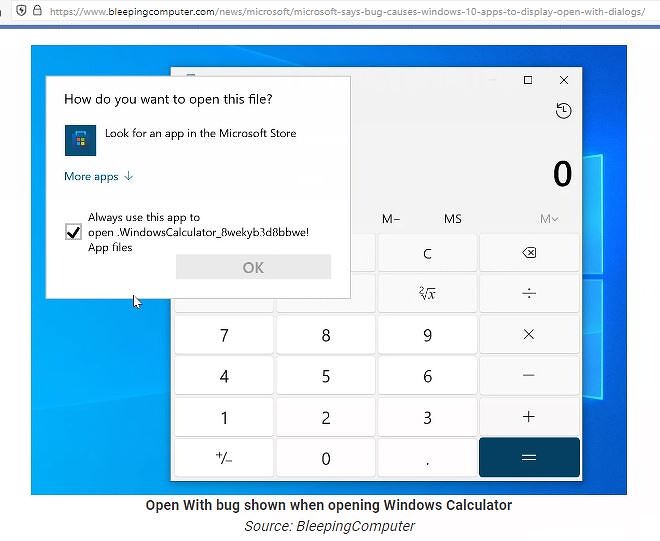 https://www.bleepingcomputer.com/news/microsoft/microsoft-says-bug-causes-windows-10-apps-to-display-open-with-dialogs/
How do you want to open this file?
Look for an app in the Microsoft Store
More apps ↓
Always use this app to
open .WindowsCalculator_8wekyb3d8bbwe!
App files
OK
0
M− MS M˅
C
²√x ÷
7 8 9 ×
4 5 6 −
1 2 3 +
+/− 0 . =
Open With bug shown when opening Windows Calculator
Source: BleepingComputer